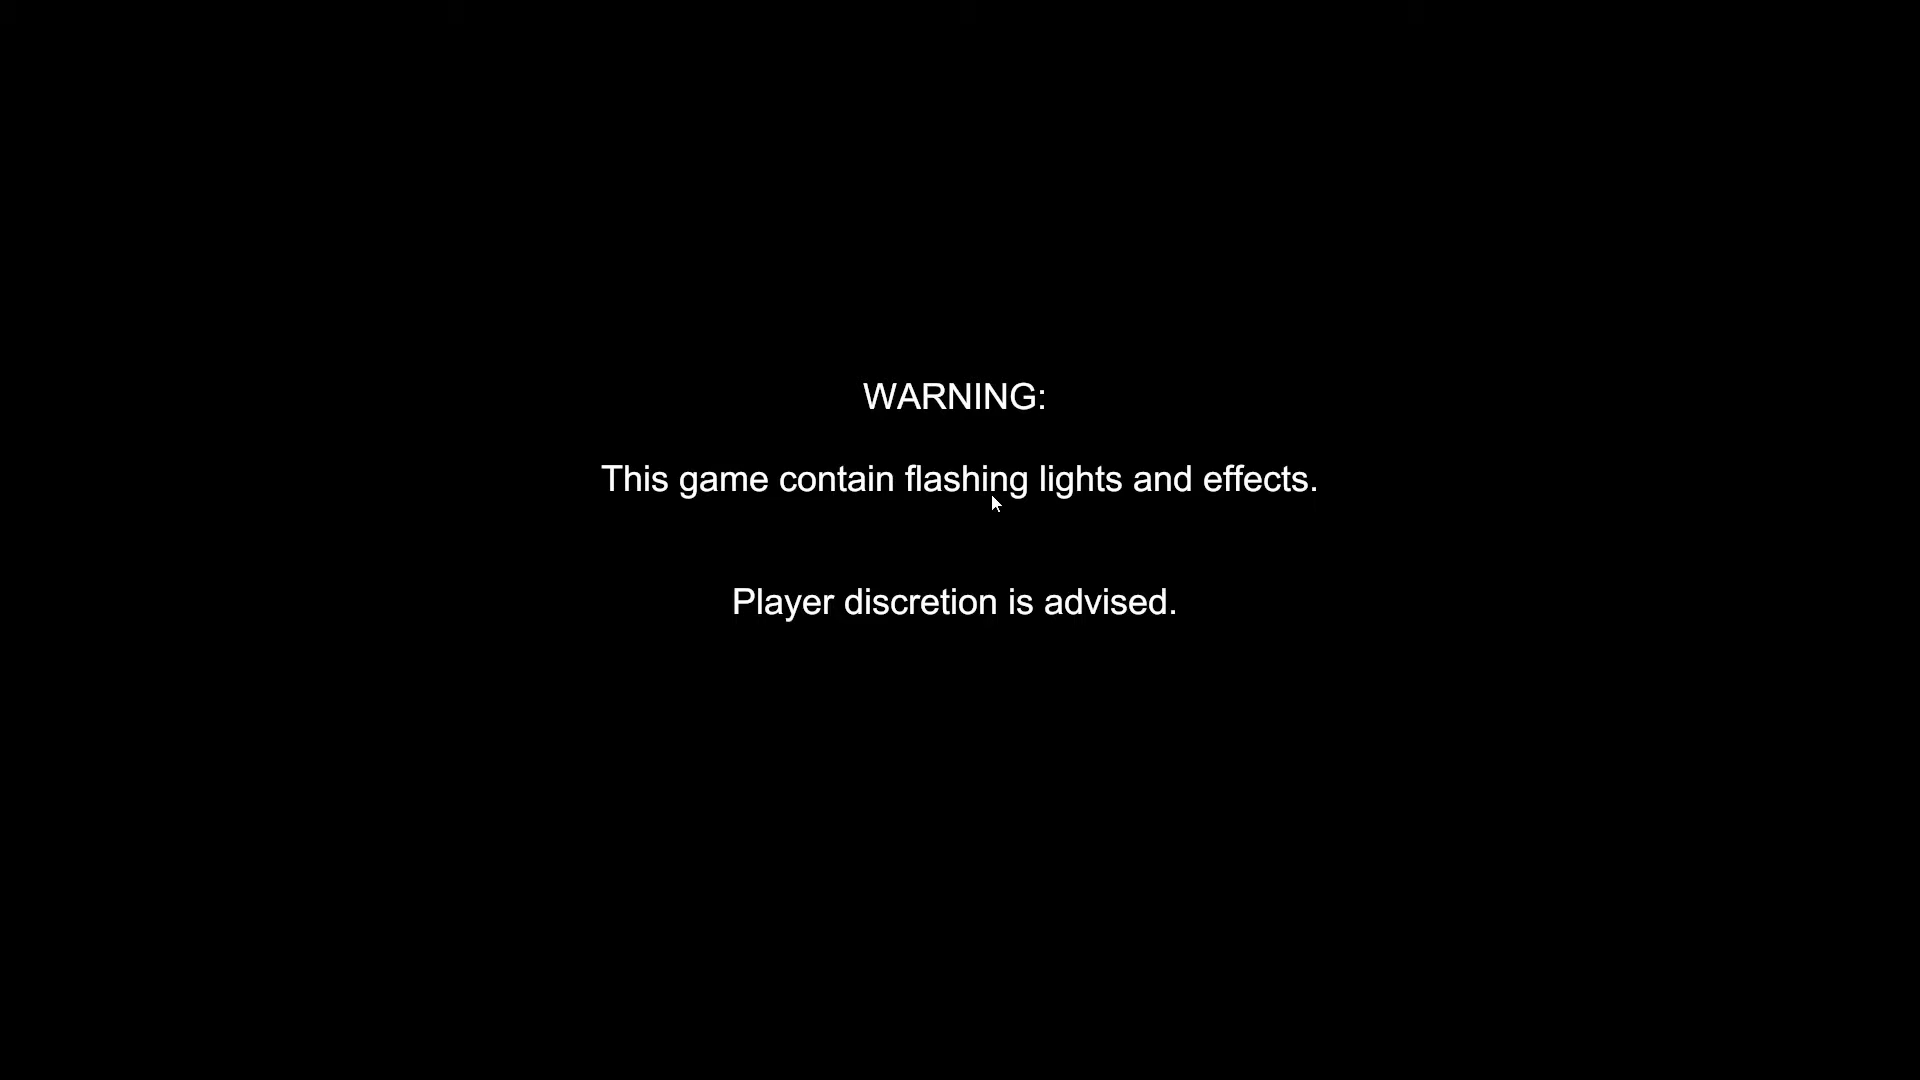 WARNING:
This game contain flashing lights and effects.
Player discretion is advised.